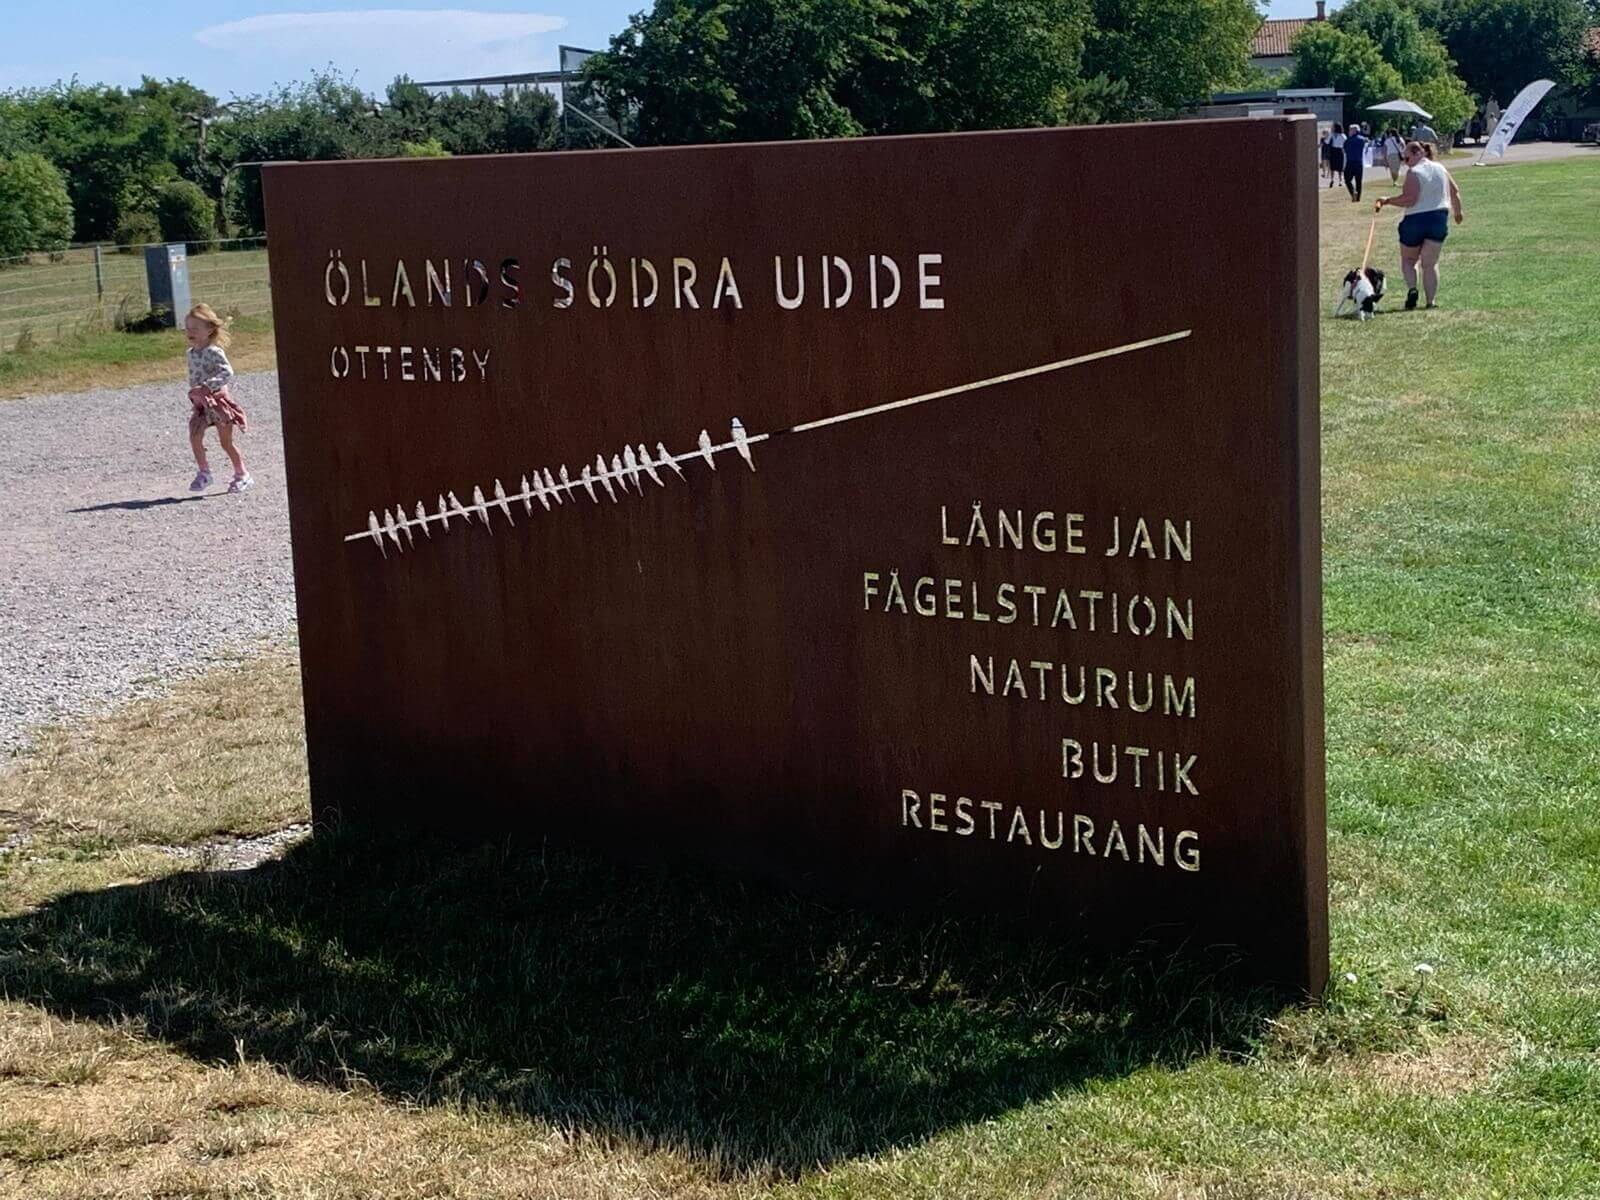 ÖLANDS SÖDRA UDDE
OTTENBY
LÅNGE JAN
FÅGELSTATION
NATURUM
BUTIK
RESTAURANG